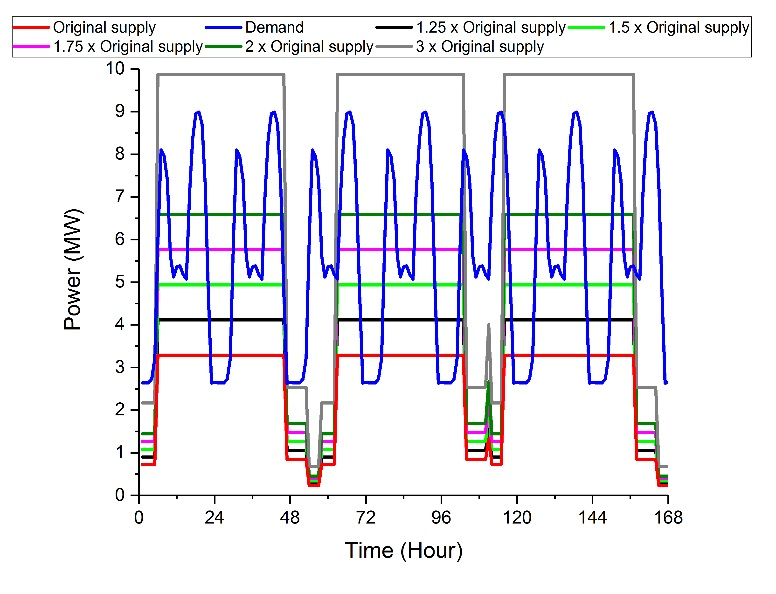 Original supply Demand 1.25 x Original supply 1.5 x Original supply
1.75 x Original supply 2 x Original supply 3 x Original supply
10
9
8
7
6
5
4
3
2
1
0
Power (MW)
0 24 48 72 96 120 144 168
Time (Hour)